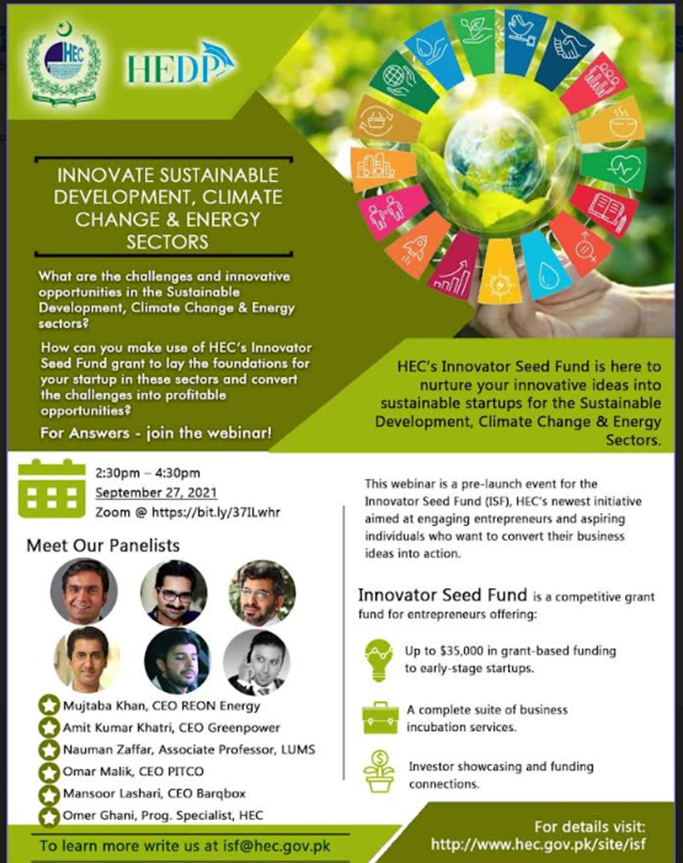 HEC
HEDP
INNOVATE SUSTAINABLE
DEVELOPMENT, CLIMATE
CHANGE & ENERGY
SECTORS
What are the challenges and innovative
opportunities in the Sustainable
Development, Climate Change & Energy
sectors?
How can you make use of HEC's Innovator
Seed Fund grant to lay the foundations for
your startup in these sectors and convert
the challenges into profitable
opportunities?
For Answers - join the webinar!
HEC's Innovator Seed Fund is here to
nurture your innovative ideas into
sustainable startups for the Sustainable
Development, Climate Change & Energy
Sectors.
2:30pm – 4:30pm
September 27, 2021
Zoom @ https://bit.ly/37ILwhr
Meet Our Panelists
Mujtaba Khan, CEO REON Energy
Amit Kumar Khatri, CEO Greenpower
Nauman Zaffar, Associate Professor, LUMS
Omar Malik, CEO PITCO
Mansoor Lashari, CEO Barqbox
Omer Ghani, Prog. Specialist, HEC
To learn more write us at isf@hec.gov.pk
This webinar is a pre-launch event for the
Innovator Seed Fund (ISF), HEC's newest initiative
aimed at engaging entrepreneurs and aspiring
individuals who want to convert their business
ideas into action.
Innovator Seed Fund is a competitive grant
fund for entrepreneurs offering:
Up to $35,000 in grant-based funding
to early-stage startups.
A complete suite of business
incubation services.
Investor showcasing and funding
connections.
For details visit:
http://www.hec.gov.pk/site/isf